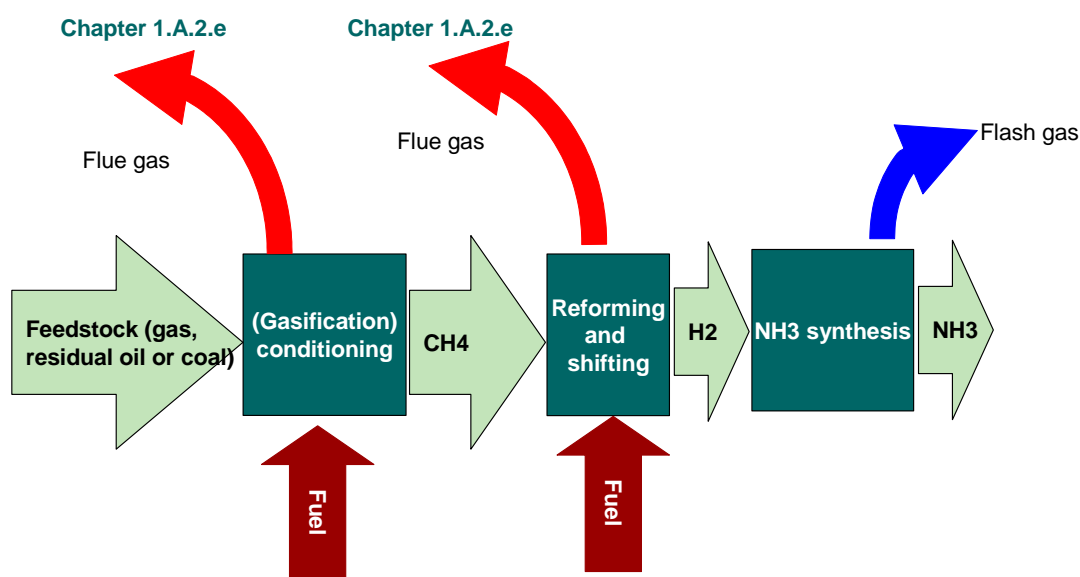 Chapter 1.A.2.e
Chapter 1.A.2.e
Flue gas
Flue gas
Flash gas
Feedstock (gas,
residual oil or coal)
(Gasification)
conditioning
CH4
Reforming
and
shifting
H2
NH3 synthesis
NH3
Fuel
Fuel